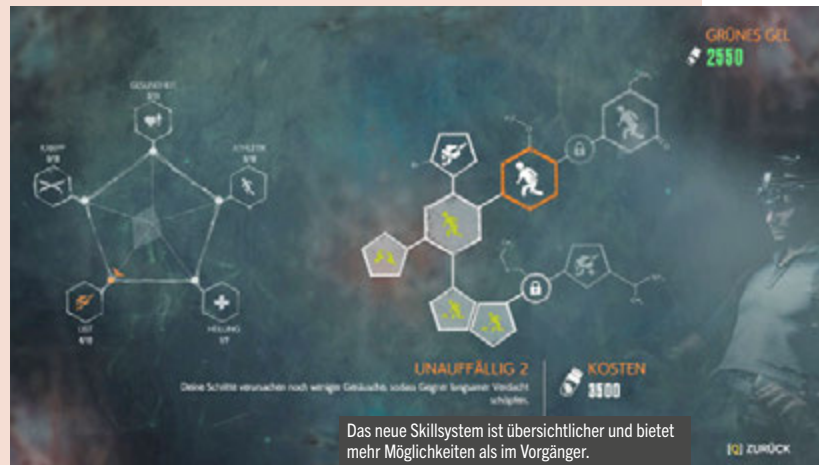 GRÜNES GEL
2550
GESUNDHEIT
KAMPF
ATHLETIK
LIST
HEILUNG
UNAUFFÄLLIG 2
Deine Schritte verursachen noch weniger Geräusche, sodass Gegner langsamer Verdacht
schöpfen.
KOSTEN
3500
Das neue Skillsystem ist übersichtlicher und bietet
mehr Möglichkeiten als im Vorgänger.
[Q] ZURÜCK